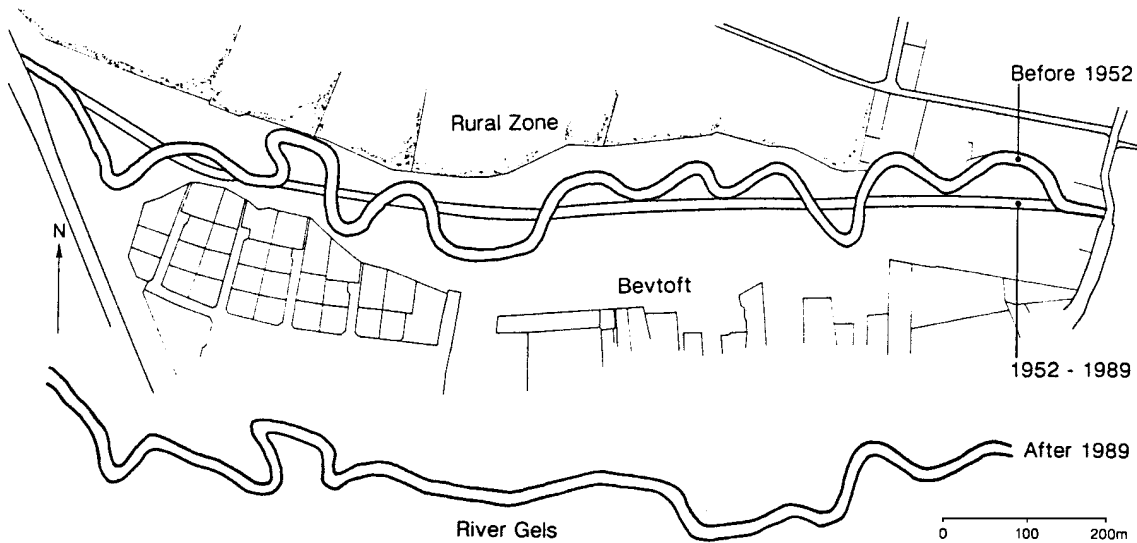 Before 1952
Rural Zone
N
Bevtoft
1952 - 1989
After 1989
River Gels
0 100 200m